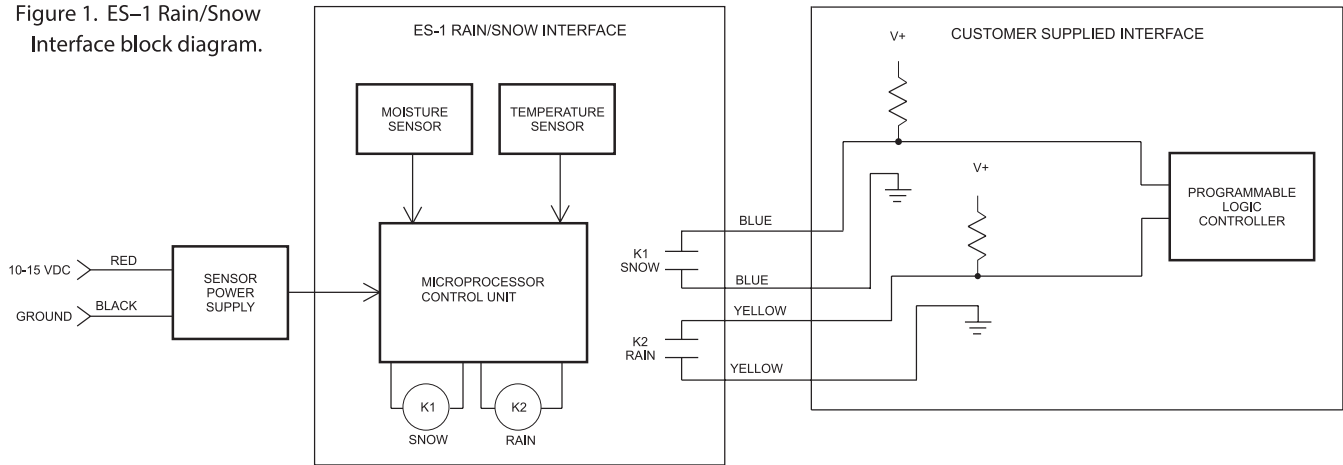 Figure 1. ES–1 Rain/Snow
Interface block diagram.
ES-1 RAIN/SNOW INTERFACE
CUSTOMER SUPPLIED INTERFACE
MOISTURE
SENSOR
TEMPERATURE
SENSOR
V+
V+
PROGRAMMABLE
LOGIC
CONTROLLER
10-15 VDC
RED
GROUND
BLACK
SENSOR
POWER
SUPPLY
MICROPROCESSOR
CONTROL UNIT
BLUE
K1
SNOW
BLUE
YELLOW
K2
RAIN
YELLOW
K1
SNOW
K2
RAIN